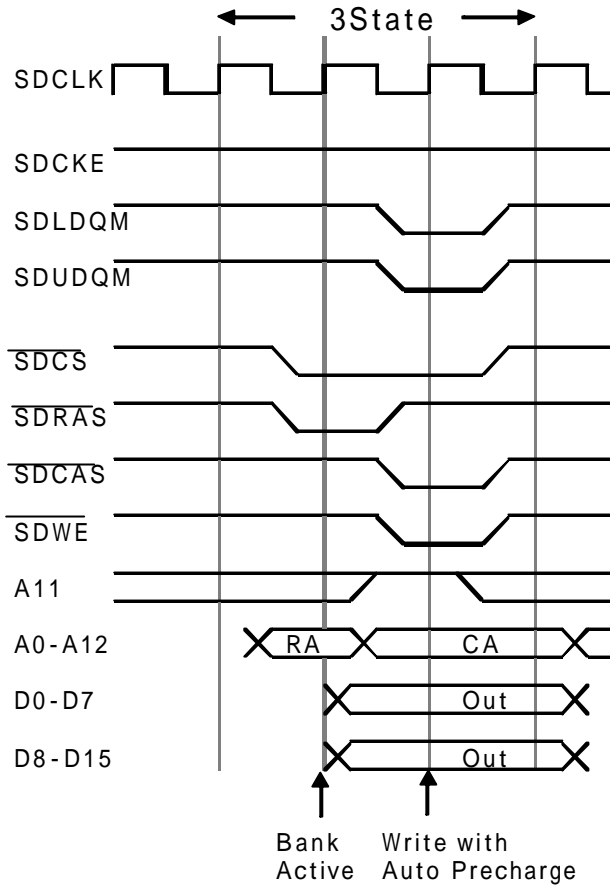 3State
SDCLK
SDCKE
SDLDQM
SDUDQM
SDCS
SDRAS
SDCAS
SDWE
A11
A0-A12 RA CA
D0-D7 Out
D8-D15 Out
Bank Active
Write with Auto Precharge